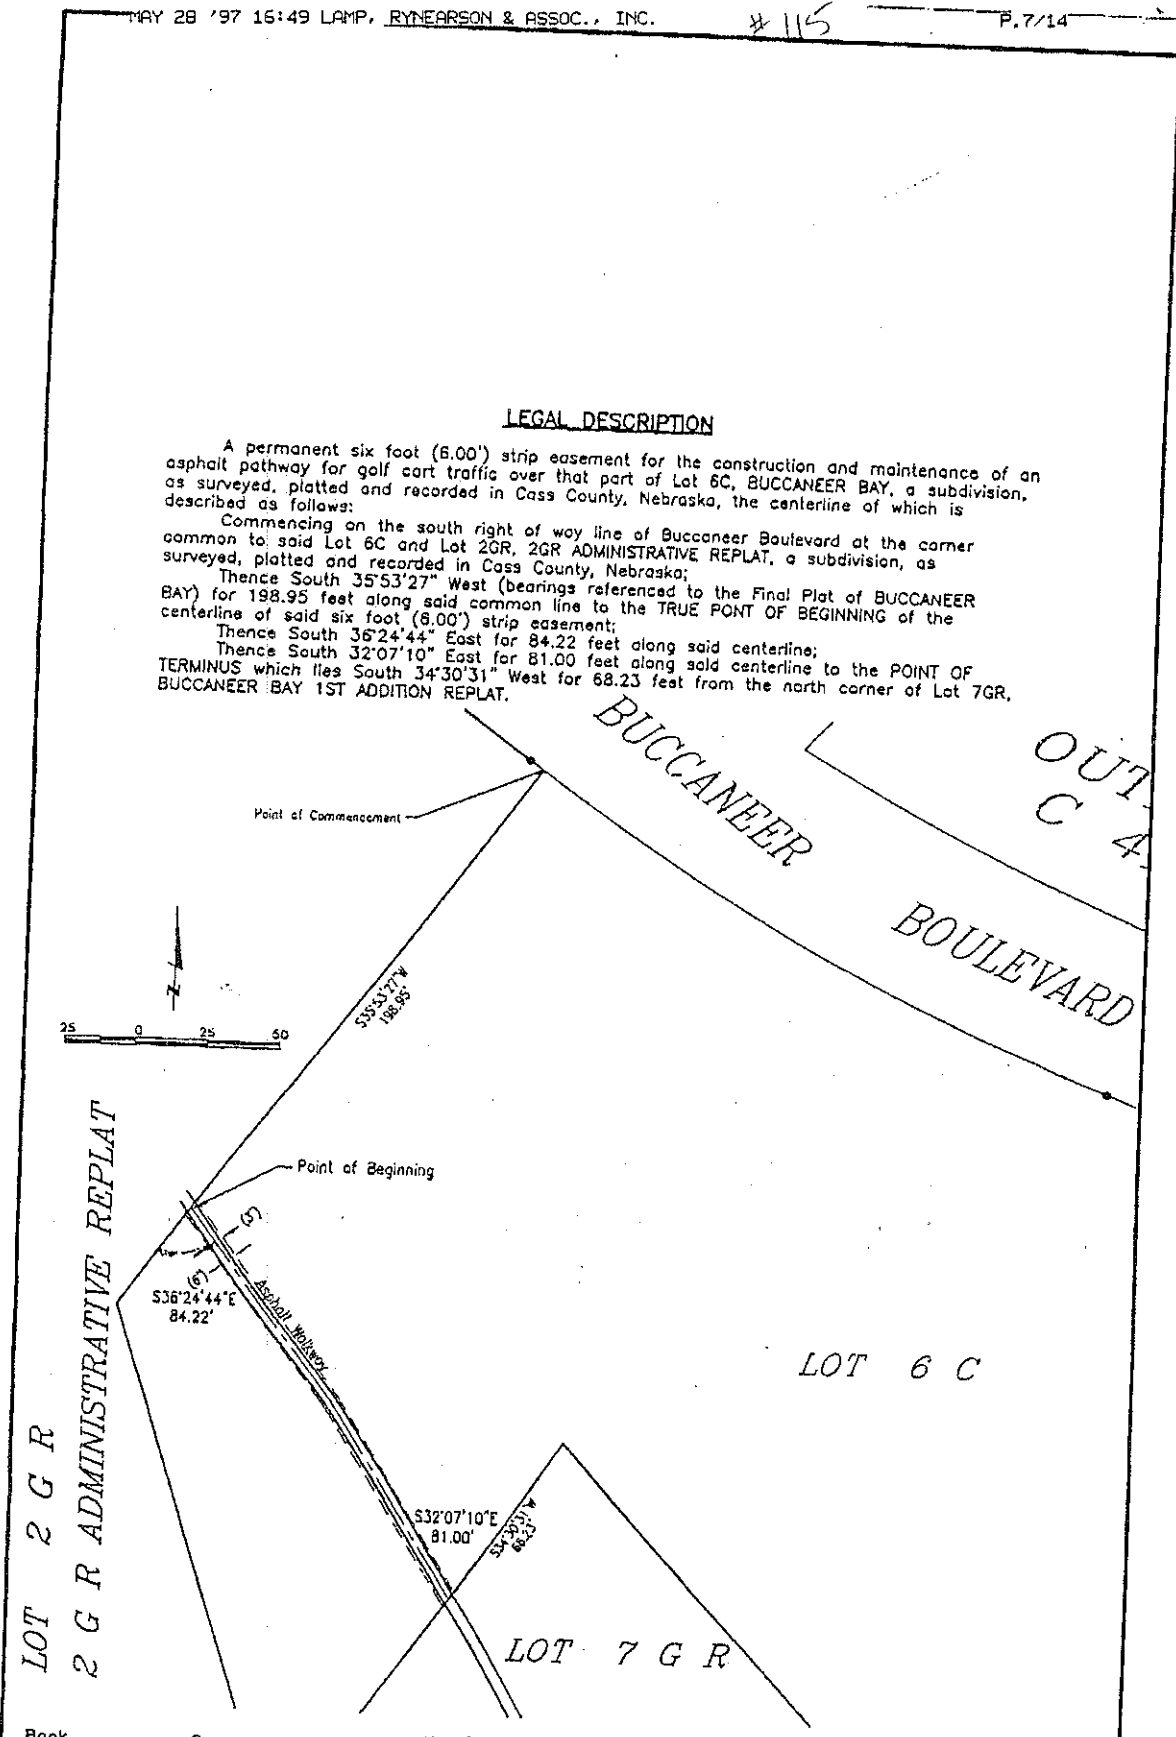 MAY 28 '97 16:49 LAMP, RYNEARSON & ASSOC., INC. # 115 P.7/14
LEGAL DESCRIPTION
A permanent six foot (6.00') strip easement for the construction and maintenance of an
asphalt pathway for golf cart traffic over that part of Lot 6C, BUCCANEER BAY, a subdivision,
as surveyed, platted and recorded in Cass County, Nebraska, the centerline of which is
described as follows:
Commencing on the south right of way line of Buccaneer Boulevard at the corner
common to said Lot 6C and Lot 2GR, 2GR ADMINISTRATIVE REPLAT, a subdivision, as
surveyed, platted and recorded in Cass County, Nebraska;
Thence South 35°53'27" West (bearings referenced to the Final Plat of BUCCANEER
BAY) for 198.95 feet along said common line to the TRUE PONT OF BEGINNING of the
centerline of said six foot (6.00') strip easement;
Thence South 36°24'44" East for 84.22 feet along said centerline;
Thence South 32°07'10" East for 81.00 feet along said centerline to the POINT OF
TERMINUS which lies South 34°30'31" West for 68.23 feet from the north corner of Lot 7GR,
BUCCANEER BAY 1ST ADDITION REPLAT.
BUCCANEER
BOULEVARD
OUT
C 4
Point of Commencement
S35°53'27"W
198.95'
N
25 0 25 50
Point of Beginning
(3')
(6')
S36°24'44"E
84.22'
Asphalt Walkway
LOT 6 C
S32°07'10"E
81.00'
S34°30'31"W
68.23'
LOT 7 G R
LOT 2 G R
2 G R ADMINISTRATIVE REPLAT
Book